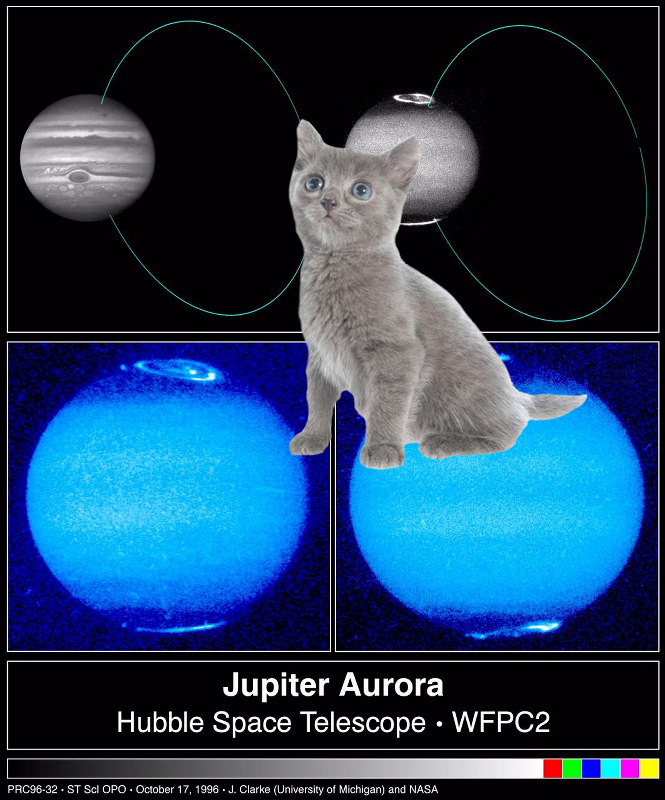 Jupiter Aurora
Hubble Space Telescope • WFPC2
PRC96-32 • ST ScI OPO • October 17, 1996 • J. Clarke (University of Michigan) and NASA